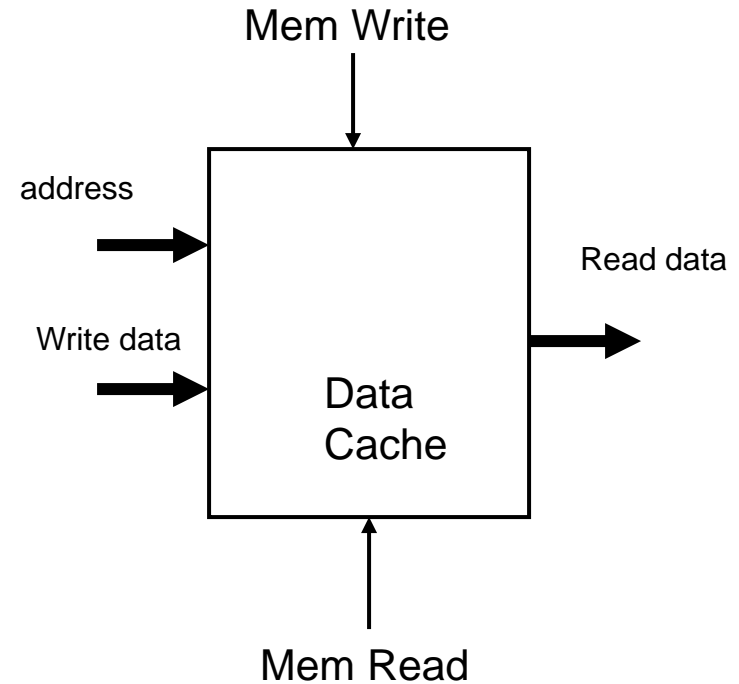 Mem Write
address
Read data
Write data
Data
Cache
Mem Read